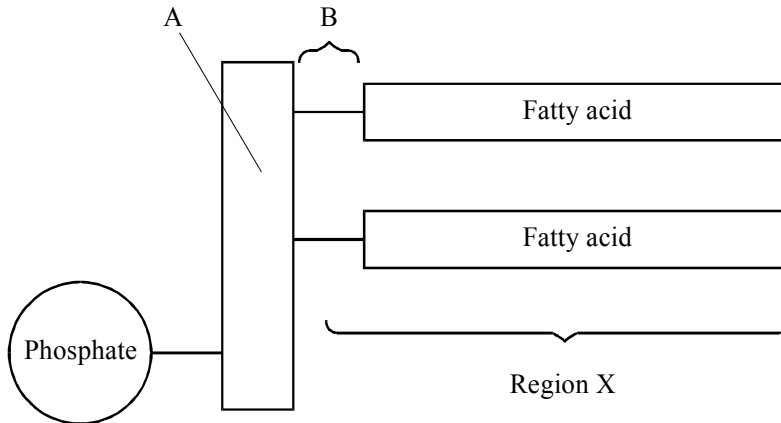 A
B
Fatty acid
Fatty acid
Phosphate
Region X